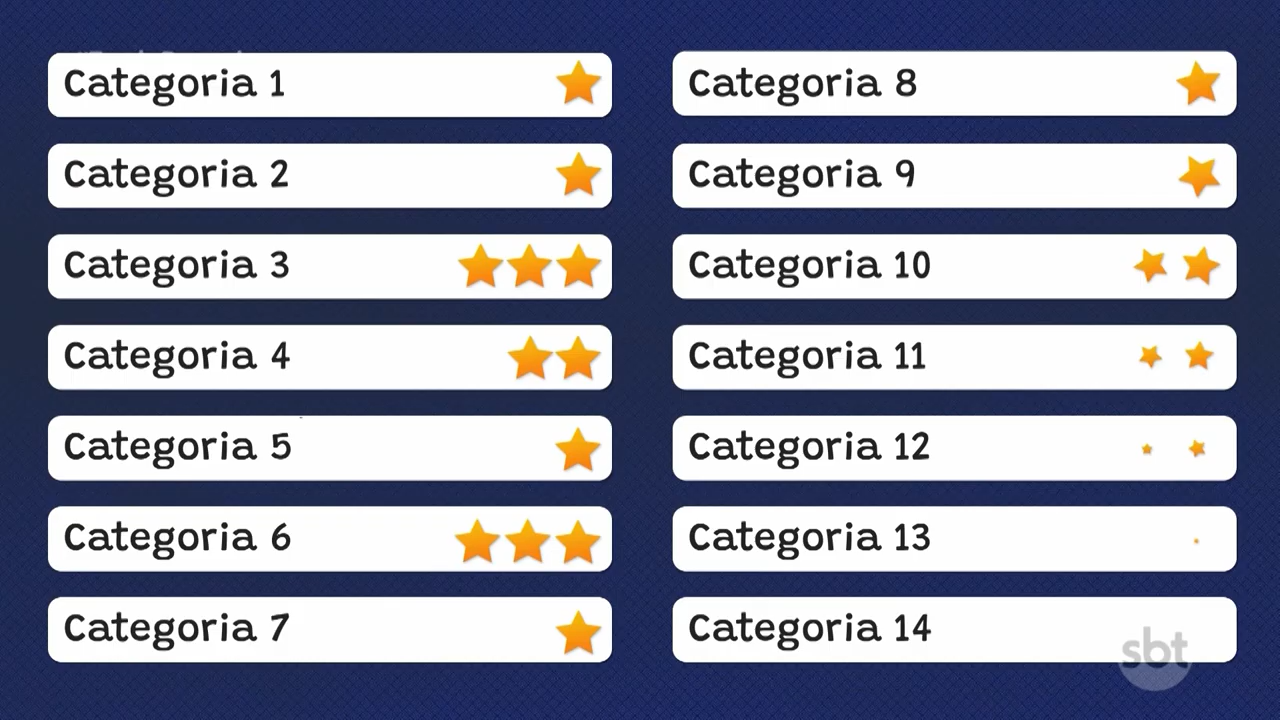 Categoria 1
Categoria 2
Categoria 3
Categoria 4
Categoria 5
Categoria 6
Categoria 7
Categoria 8
Categoria 9
Categoria 10
Categoria 11
Categoria 12
Categoria 13
Categoria 14
sbt